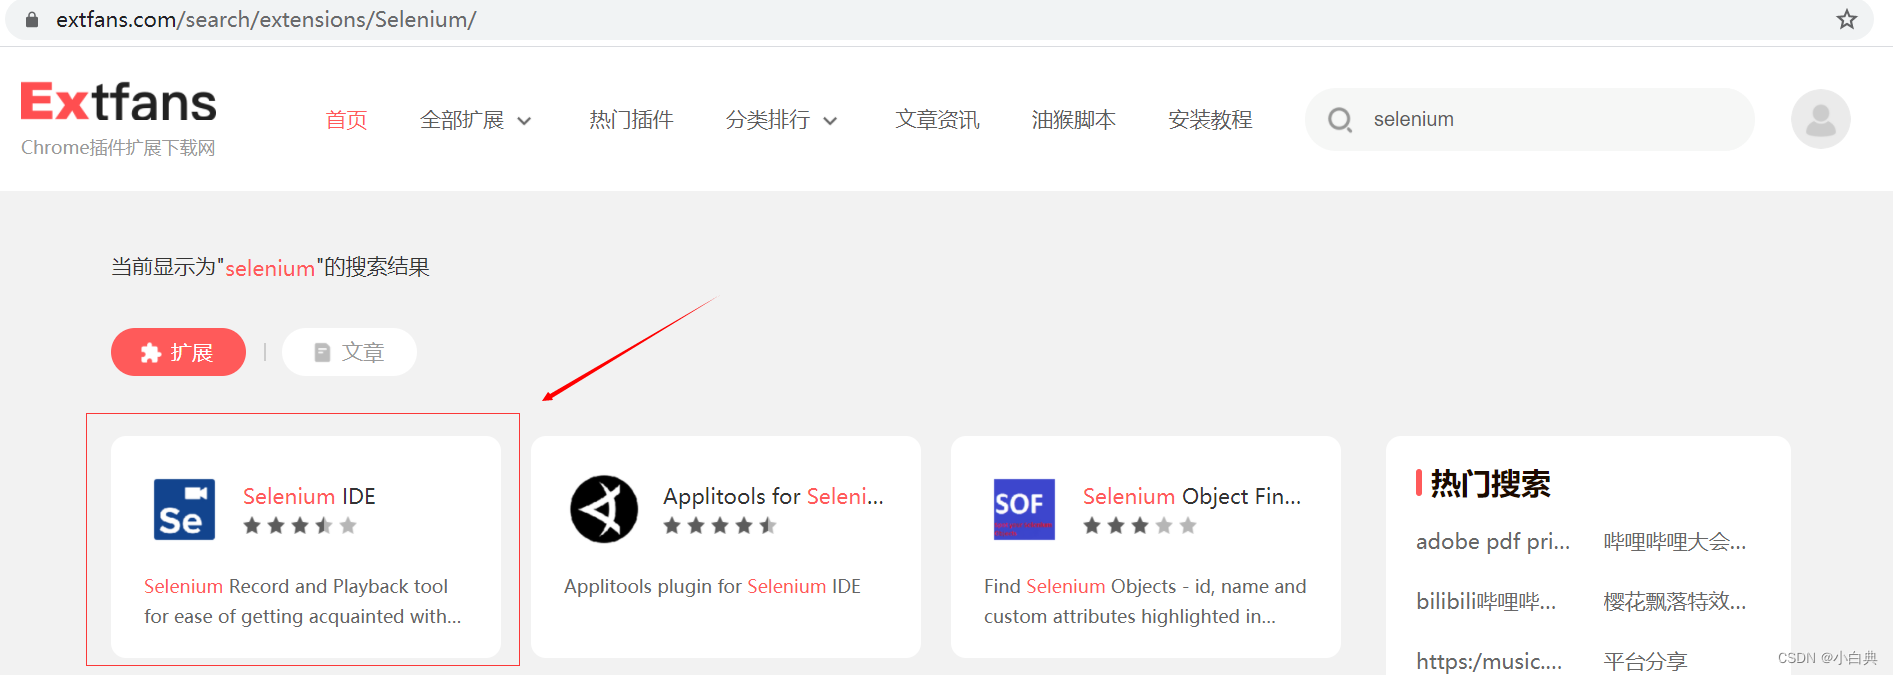 extfans.com/search/extensions/Selenium/
Extfans
Chrome插件扩展下载网
首页 全部扩展 热门插件 分类排行 文章资讯 油猴脚本 安装教程 selenium
当前显示为"selenium"的搜索结果
扩展 | 文章
Se
Selenium IDE
Selenium Record and Playback tool
for ease of getting acquainted with...
Applitools for Seleni...
Applitools plugin for Selenium IDE
SOF
Selenium Object Fin...
Find Selenium Objects - id, name and
custom attributes highlighted in...
热门搜索
adobe pdf pri... 哔哩哔哩大会...
bilibili哔哩哔... 樱花飘落特效...
https:/music.... 平台分享
CSDN @小白典